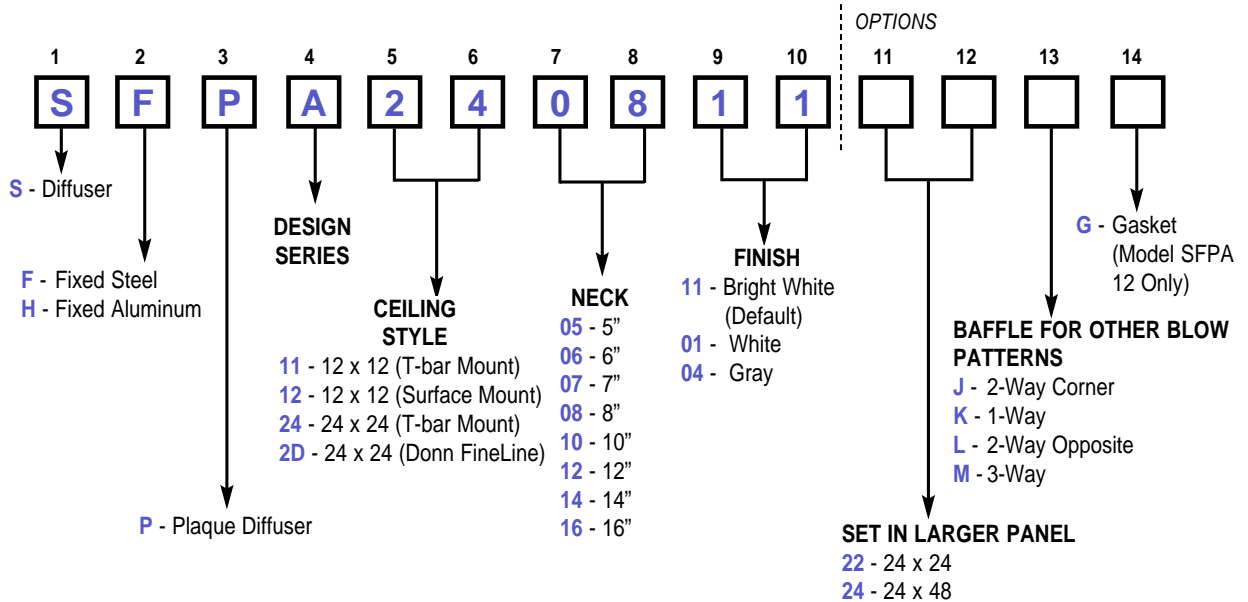 OPTIONS
1 2 3 4 5 6 7 8 9 10 11 12 13 14
S F P A 2 4 0 8 1 1
S - Diffuser
F - Fixed Steel
H - Fixed Aluminum
P - Plaque Diffuser
DESIGN
SERIES
CEILING
STYLE
11 - 12 x 12 (T-bar Mount)
12 - 12 x 12 (Surface Mount)
24 - 24 x 24 (T-bar Mount)
2D - 24 x 24 (Donn FineLine)
NECK
05 - 5”
06 - 6”
07 - 7”
08 - 8”
10 - 10”
12 - 12”
14 - 14”
16 - 16”
FINISH
11 - Bright White
(Default)
01 - White
04 - Gray
SET IN LARGER PANEL
22 - 24 x 24
24 - 24 x 48
BAFFLE FOR OTHER BLOW
PATTERNS
J - 2-Way Corner
K - 1-Way
L - 2-Way Opposite
M - 3-Way
G - Gasket
(Model SFPA
12 Only)